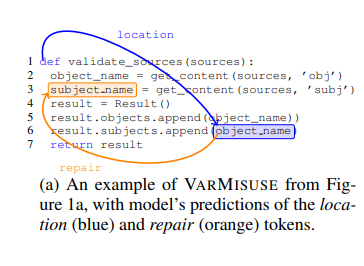 location
1 def validate_sources(sources):
2 object_name = get_content(sources, 'obj')
3 subject_name = get_content(sources, 'subj')
4 result = Result()
5 result.objects.append(object_name))
6 result.subjects.append(object_name)
7 return result
repair
(a) An example of VARMISUSE from Fig-
ure 1a, with model's predictions of the loca-
tion (blue) and repair (orange) tokens.